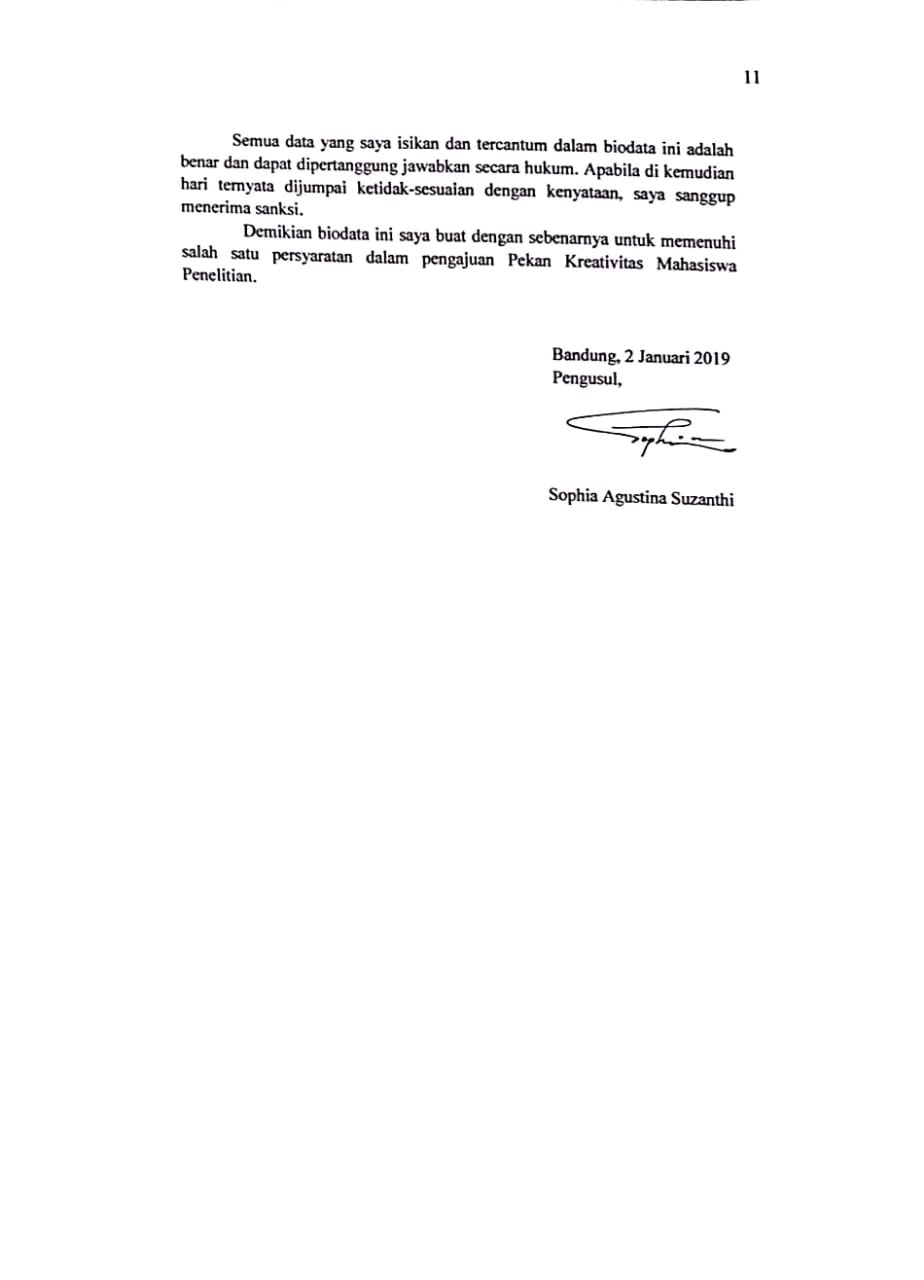 11
Semua data yang saya isikan dan tercantum dalam biodata ini adalah
benar dan dapat dipertanggung jawabkan secara hukum. Apabila di kemudian
hari ternyata dijumpai ketidak-sesuaian dengan kenyataan, saya sanggup
menerima sanksi.
Demikian biodata ini saya buat dengan sebenarnya untuk memenuhi
salah satu persyaratan dalam pengajuan Pekan Kreativitas Mahasiswa
Penelitian.
Bandung, 2 Januari 2019
Pengusul,
Sophia
Sophia Agustina Suzanthi